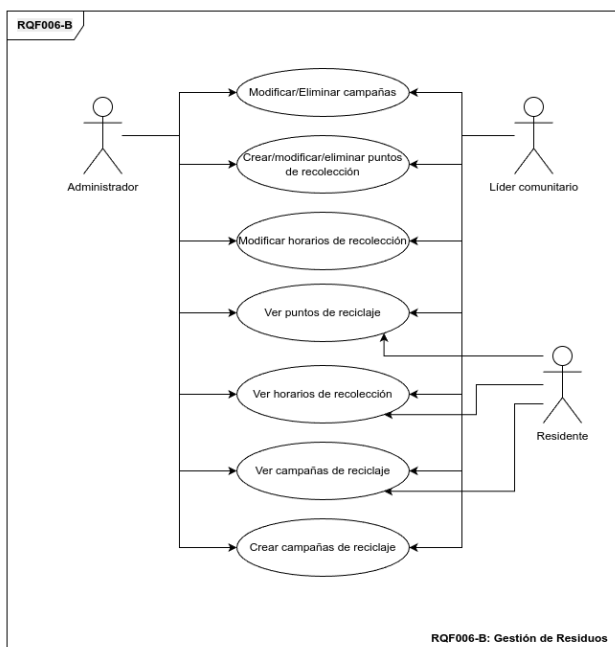 RQF006-B
Modificar/Eliminar campañas
Administrador
Líder comunitario
Crear/modificar/eliminar puntos
de recolección
Modificar horarios de recolección
Ver puntos de reciclaje
Ver horarios de recolección
Residente
Ver campañas de reciclaje
Crear campañas de reciclaje
RQF006-B: Gestión de Residuos